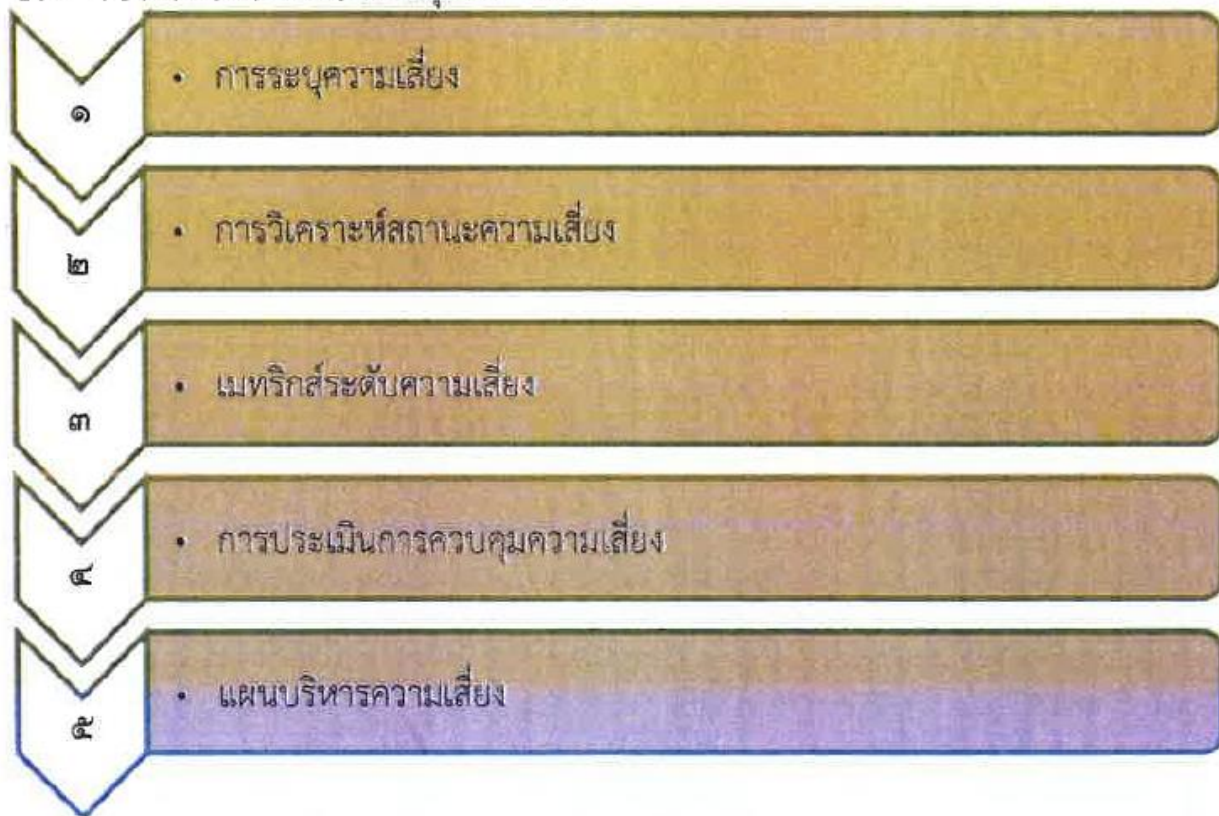 ๑
• การระบุความเสี่ยง
๒
• การวิเคราะห์สถานะความเสี่ยง
๓
• เมทริกส์ระดับความเสี่ยง
๔
• การประเมินการควบคุมความเสี่ยง
๕
• แผนบริหารความเสี่ยง